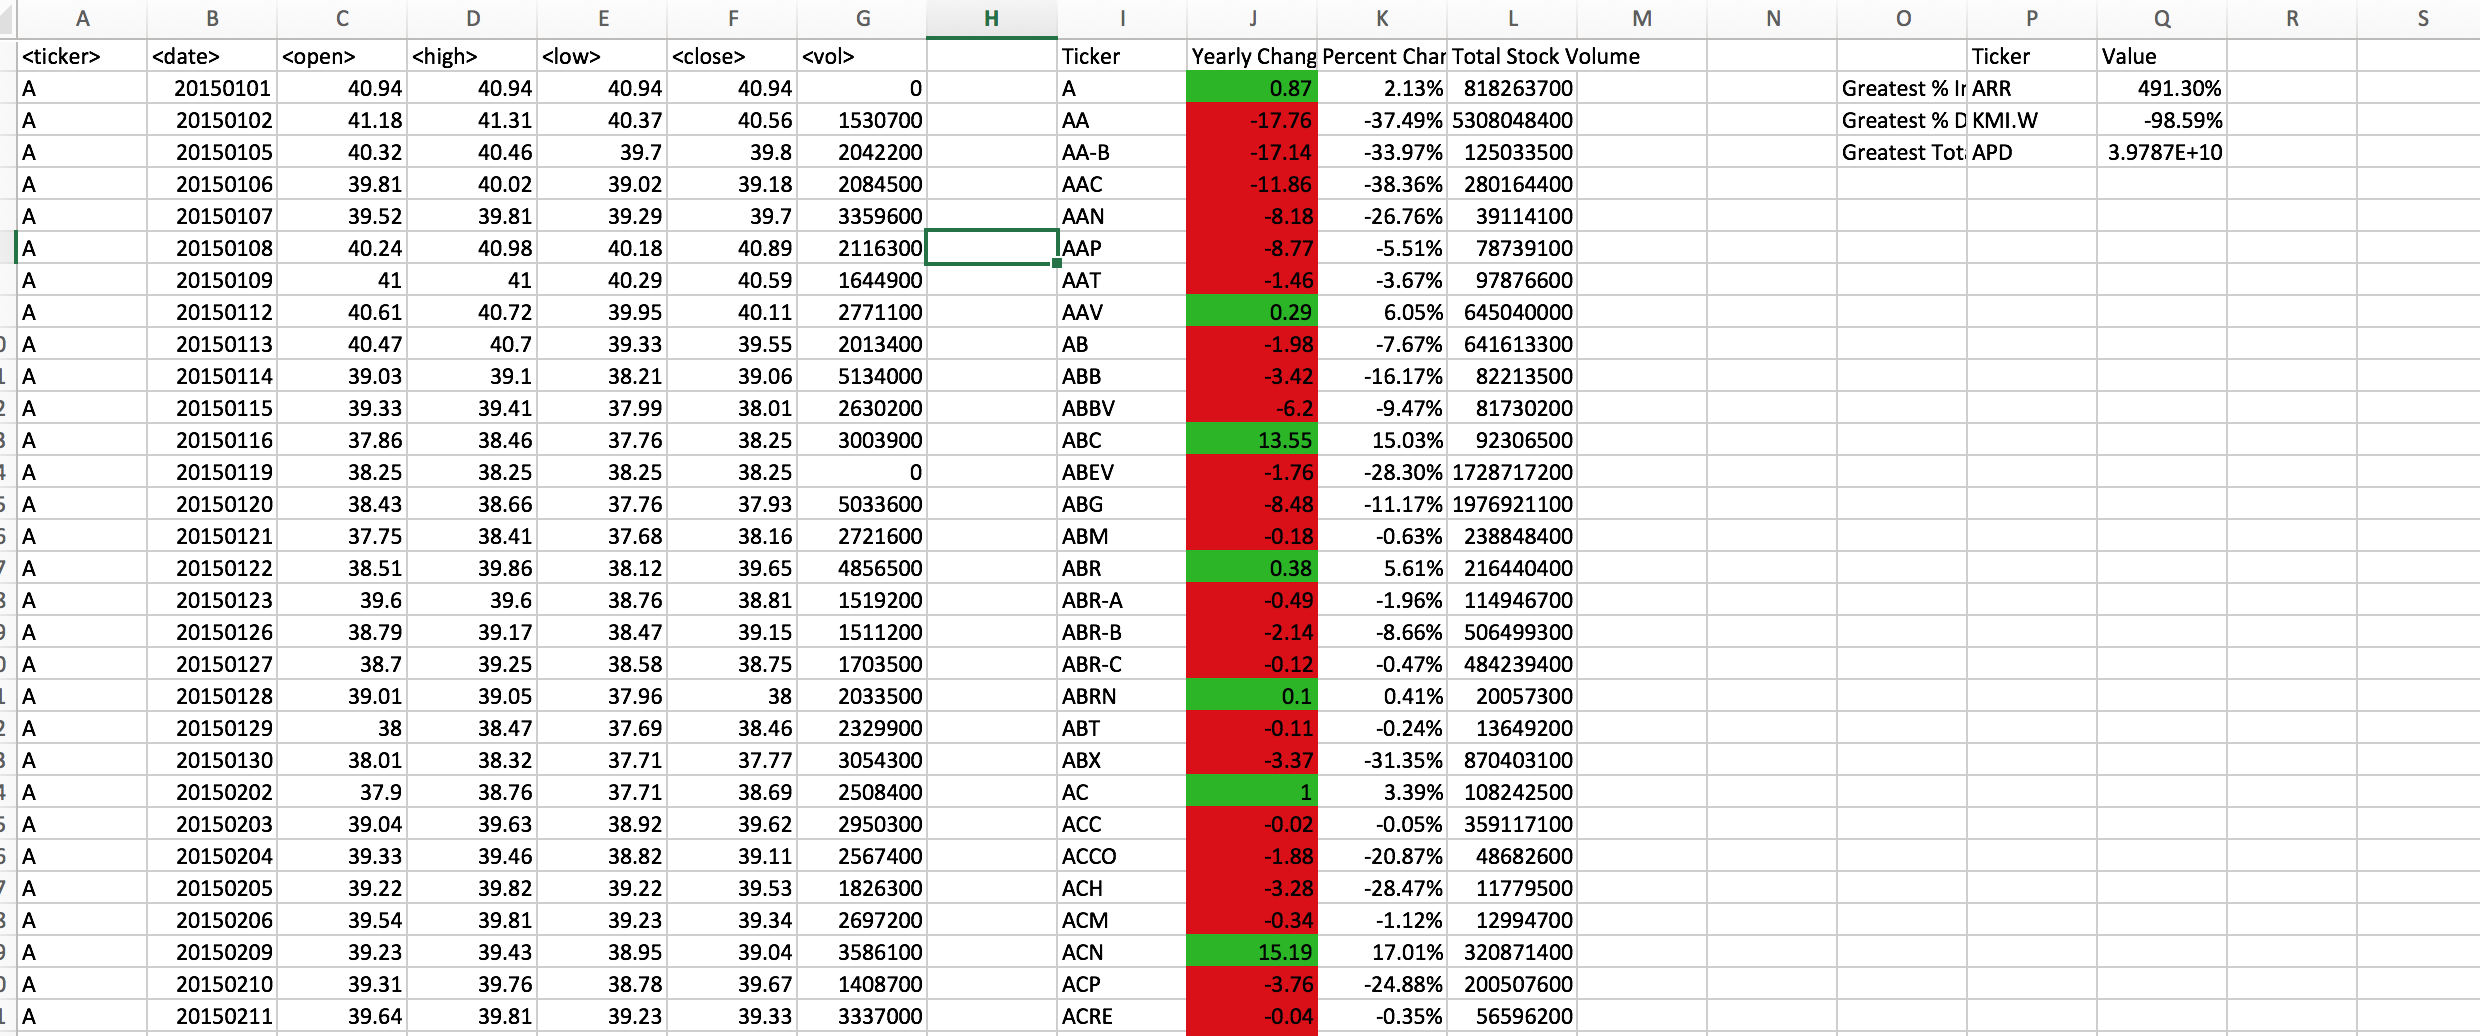 A B C D E F G H I J K L M N O P Q R S
<ticker> <date> <open> <high> <low> <close> <vol> Ticker Yearly Chang Percent Char Total Stock Volume Ticker Value
A 20150101 40.94 40.94 40.94 40.94 0 A 0.87 2.13% 818263700 Greatest % Ir ARR 491.30%
A 20150102 41.18 41.31 40.37 40.56 1530700 AA -17.76 -37.49% 5308048400 Greatest % D KMI.W -98.59%
A 20150105 40.32 40.46 39.7 39.8 2042200 AA-B -17.14 -33.97% 125033500 Greatest Tot APD 3.9787E+10
A 20150106 39.81 40.02 39.02 39.18 2084500 AAC -11.86 -38.36% 280164400
A 20150107 39.52 39.81 39.29 39.7 3359600 AAN -8.18 -26.76% 39114100
A 20150108 40.24 40.98 40.18 40.89 2116300 AAP -8.77 -5.51% 78739100
A 20150109 41 41 40.29 40.59 1644900 AAT -1.46 -3.67% 97876600
A 20150112 40.61 40.72 39.95 40.11 2771100 AAV 0.29 6.05% 645040000
A 20150113 40.47 40.7 39.33 39.55 2013400 AB -1.98 -7.67% 641613300
A 20150114 39.03 39.1 38.21 39.06 5134000 ABB -3.42 -16.17% 82213500
A 20150115 39.33 39.41 37.99 38.01 2630200 ABBV -6.2 -9.47% 81730200
A 20150116 37.86 38.46 37.76 38.25 3003900 ABC 13.55 15.03% 92306500
A 20150119 38.25 38.25 38.25 38.25 0 ABEV -1.76 -28.30% 1728717200
A 20150120 38.43 38.66 37.76 37.93 5033600 ABG -8.48 -11.17% 1976921100
A 20150121 37.75 38.41 37.68 38.16 2721600 ABM -0.18 -0.63% 238848400
A 20150122 38.51 39.86 38.12 39.65 4856500 ABR 0.38 5.61% 216440400
A 20150123 39.6 39.6 38.76 38.81 1519200 ABR-A -0.49 -1.96% 114946700
A 20150126 38.79 39.17 38.47 39.15 1511200 ABR-B -2.14 -8.66% 506499300
A 20150127 38.7 39.25 38.58 38.75 1703500 ABR-C -0.12 -0.47% 484239400
A 20150128 39.01 39.05 37.96 38 2033500 ABRN 0.1 0.41% 20057300
A 20150129 38 38.47 37.69 38.46 2329900 ABT -0.11 -0.24% 13649200
A 20150130 38.01 38.32 37.71 37.77 3054300 ABX -3.37 -31.35% 870403100
A 20150202 37.9 38.76 37.71 38.69 2508400 AC 1 3.39% 108242500
A 20150203 39.04 39.63 38.92 39.62 2950300 ACC -0.02 -0.05% 359117100
A 20150204 39.33 39.46 38.82 39.11 2567400 ACCO -1.88 -20.87% 48682600
A 20150205 39.22 39.82 39.22 39.53 1826300 ACH -3.28 -28.47% 11779500
A 20150206 39.54 39.81 39.23 39.34 2697200 ACM -0.34 -1.12% 12994700
A 20150209 39.23 39.43 38.95 39.04 3586100 ACN 15.19 17.01% 320871400
A 20150210 39.31 39.76 38.78 39.67 1408700 ACP -3.76 -24.88% 200507600
A 20150211 39.64 39.81 39.23 39.33 3337000 ACRE -0.04 -0.35% 56596200